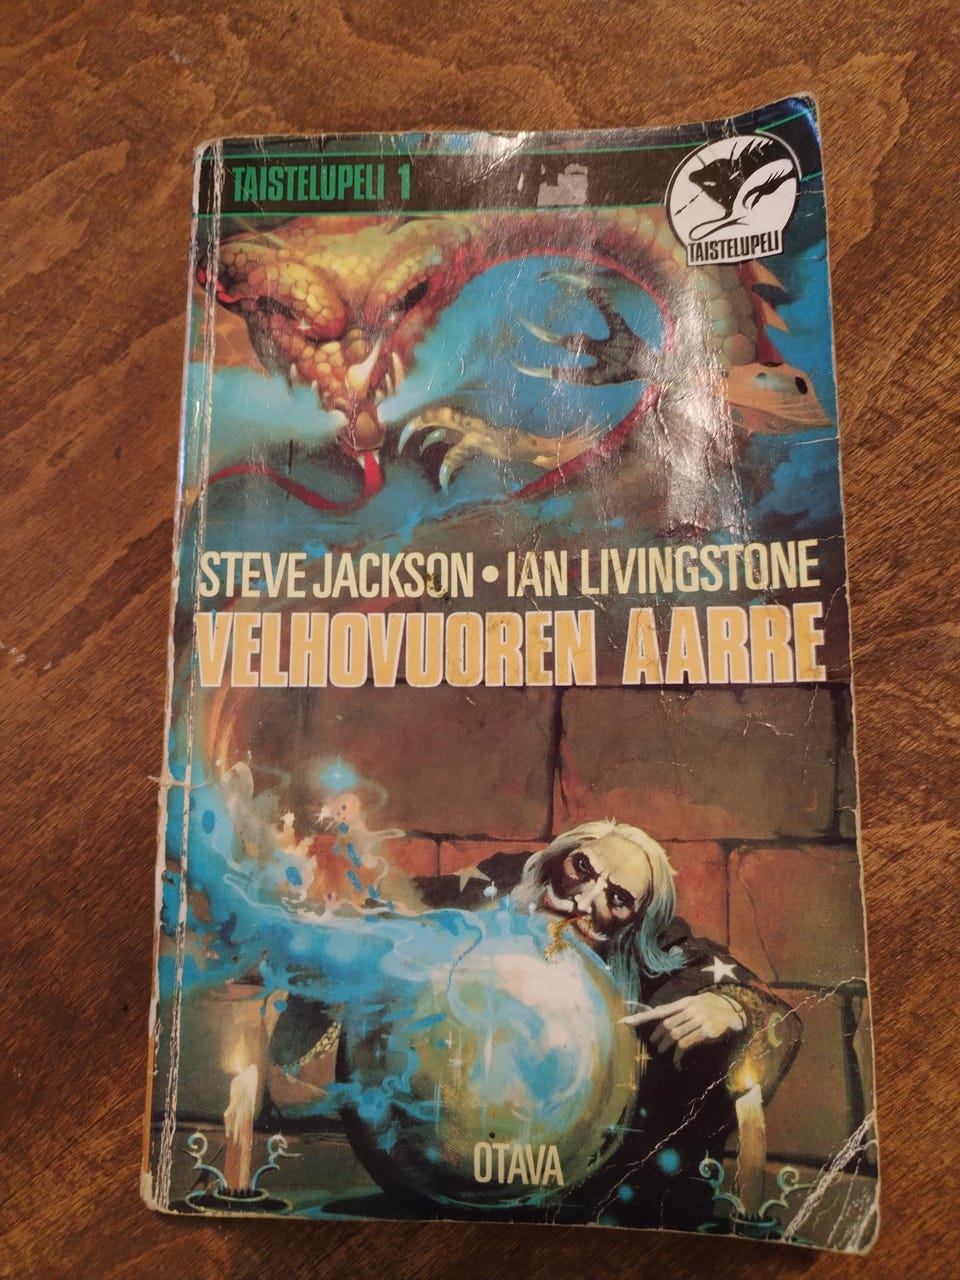 TAISTELUPELI 1
TAISTELUPELI
STEVE JACKSON • IAN LIVINGSTONE
VELHOVUOREN AARRE
OTAVA